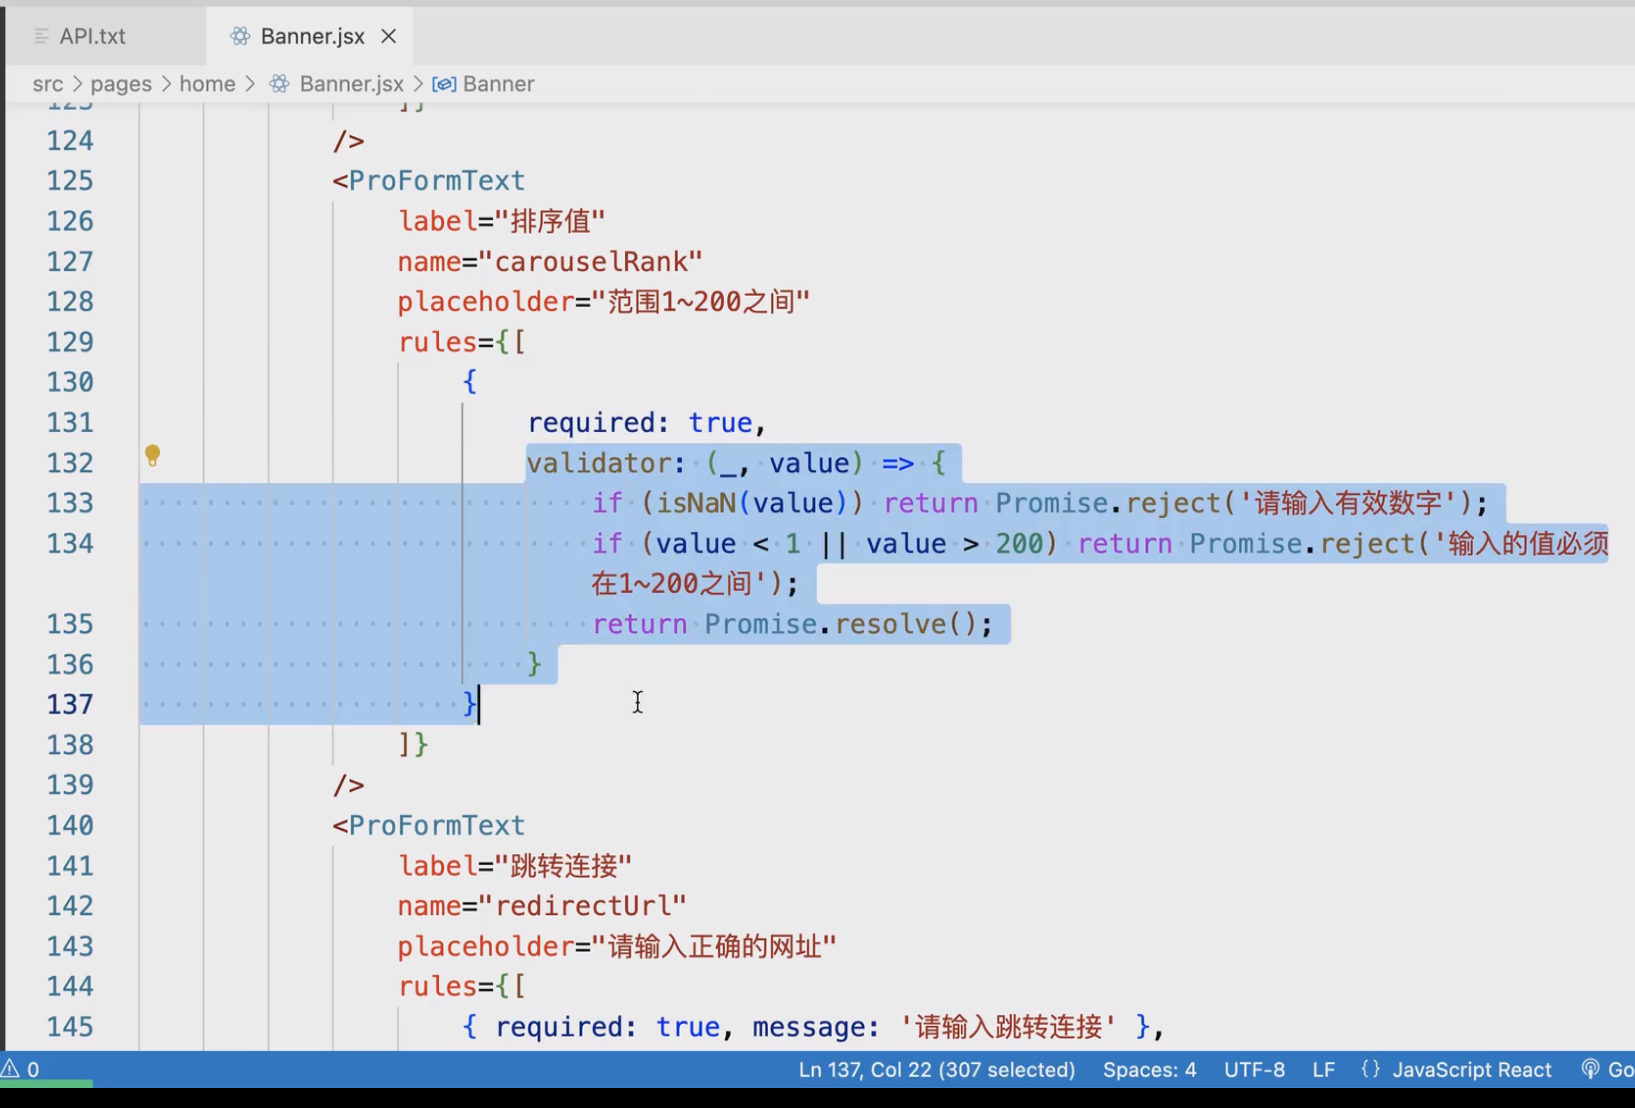 API.txt
Banner.jsx
src > pages > home > Banner.jsx > Banner
123 ]}
124 />
125 <ProFormText
126 label="排序值"
127 name="carouselRank"
128 placeholder="范围1~200之间"
129 rules={[
130 {
131 required: true,
132 validator: (_, value) => {
133 if (isNaN(value)) return Promise.reject('请输入有效数字');
134 if (value < 1 || value > 200) return Promise.reject('输入的值必须
在1~200之间');
135 return Promise.resolve();
136 }
137 }
138 ]}
139 />
140 <ProFormText
141 label="跳转连接"
142 name="redirectUrl"
143 placeholder="请输入正确的网址"
144 rules={[
145 { required: true, message: '请输入跳转连接' },
0 Ln 137, Col 22 (307 selected) Spaces: 4 UTF-8 LF {} JavaScript React Go